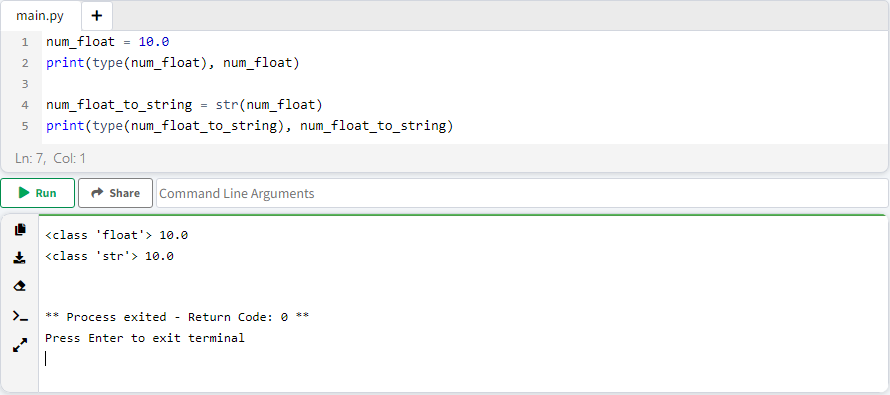 main.py +
1 num_float = 10.0
2 print(type(num_float), num_float)
3
4 num_float_to_string = str(num_float)
5 print(type(num_float_to_string), num_float_to_string)
Ln: 7, Col: 1
Run Share Command Line Arguments
<class 'float'> 10.0
<class 'str'> 10.0
** Process exited - Return Code: 0 **
Press Enter to exit terminal